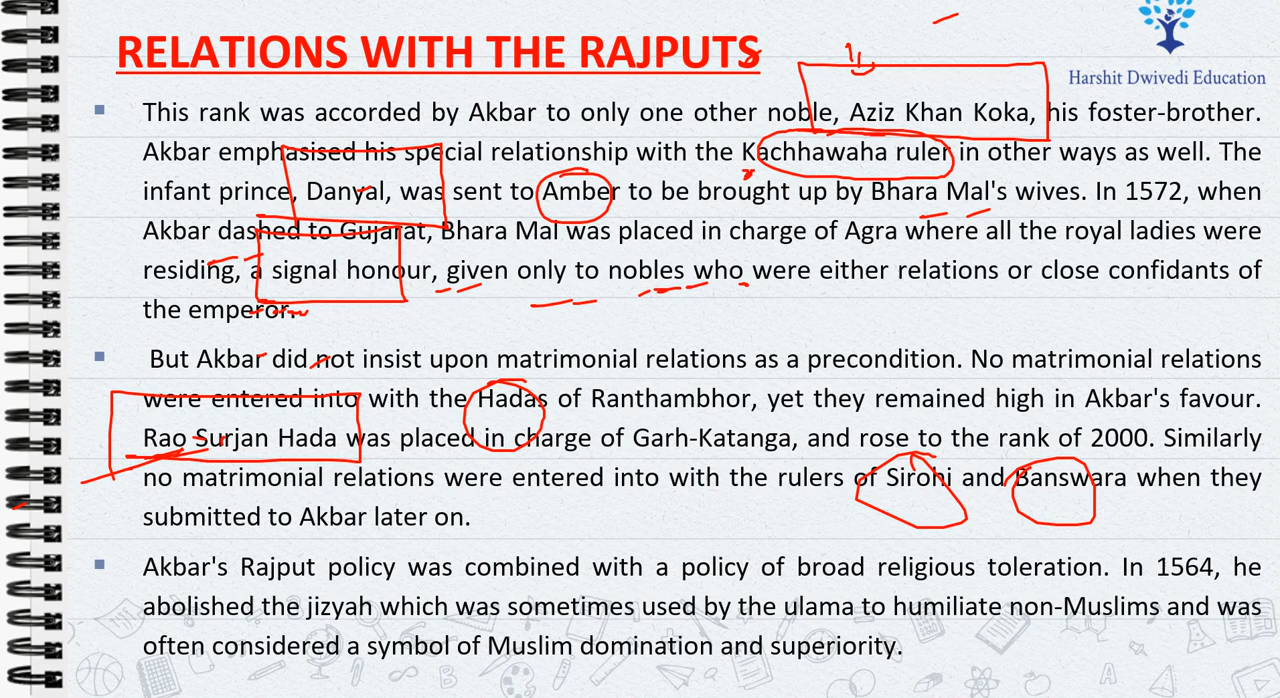 RELATIONS WITH THE RAJPUTS
Harshit Dwivedi Education
▪ This rank was accorded by Akbar to only one other noble, Aziz Khan Koka, his foster-brother.
Akbar emphasised his special relationship with the Kachhawaha ruler in other ways as well. The
infant prince, Danyal, was sent to Amber to be brought up by Bhara Mal's wives. In 1572, when
Akbar dashed to Gujarat, Bhara Mal was placed in charge of Agra where all the royal ladies were
residing, a signal honour, given only to nobles who were either relations or close confidants of
the emperor.
▪ But Akbar did not insist upon matrimonial relations as a precondition. No matrimonial relations
were entered into with the Hadas of Ranthambhor, yet they remained high in Akbar's favour.
Rao Surjan Hada was placed in charge of Garh-Katanga, and rose to the rank of 2000. Similarly
no matrimonial relations were entered into with the rulers of Sirohi and Banswara when they
submitted to Akbar later on.
▪ Akbar's Rajput policy was combined with a policy of broad religious toleration. In 1564, he
abolished the jizyah which was sometimes used by the ulama to humiliate non-Muslims and was
often considered a symbol of Muslim domination and superiority.